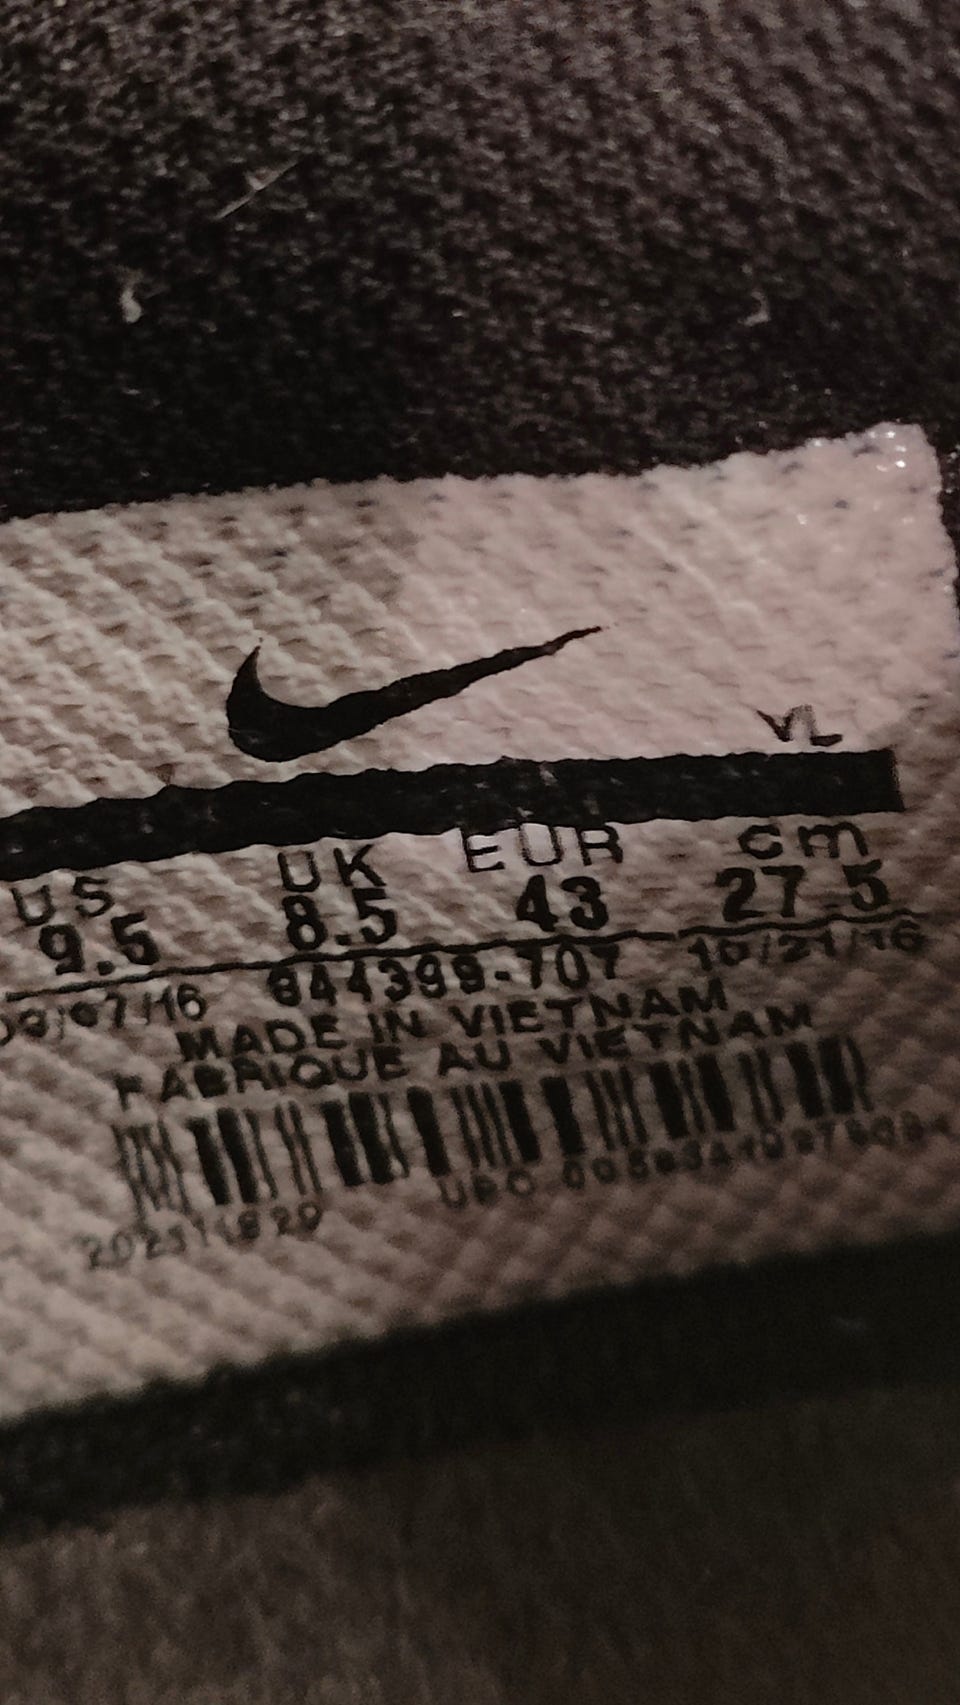 VL
US UK EUR cm
9.5 8.5 43 27.5
844399-707 10/21/16
MADE IN VIETNAM
FABRIQUE AU VIETNAM
UPC